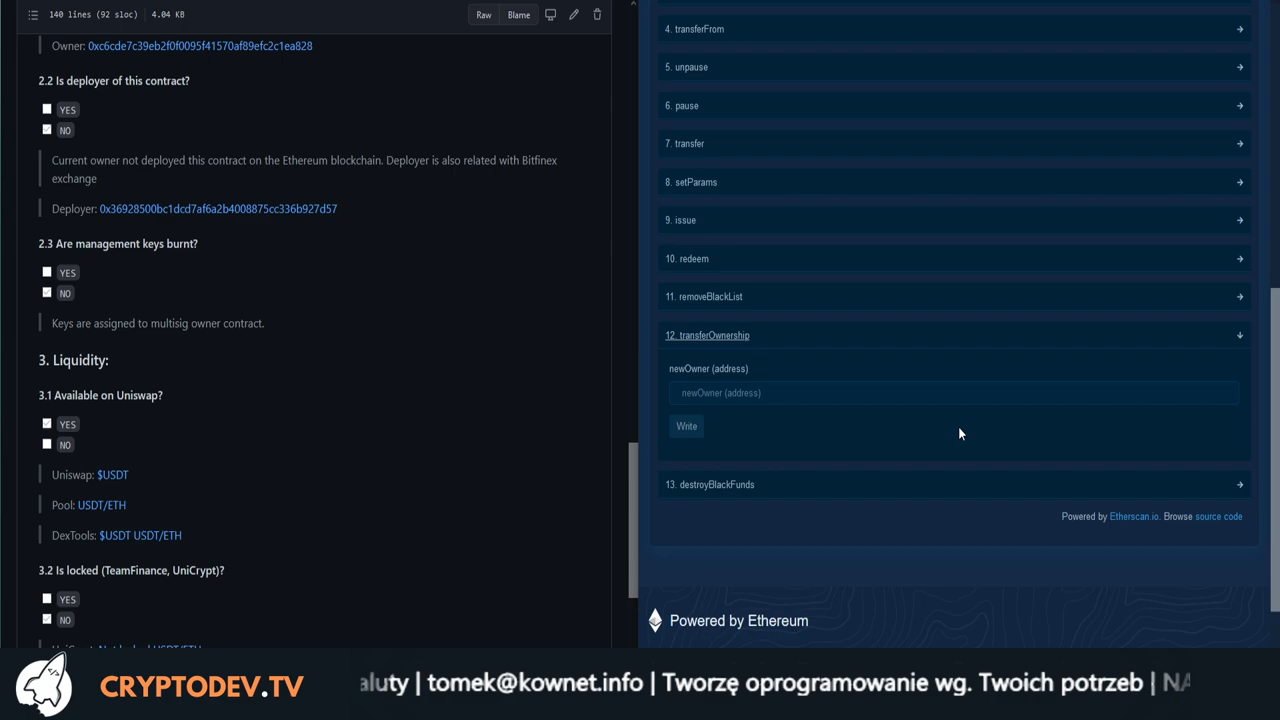 140 lines (92 sloc) | 4.04 KB
Raw
Blame
Owner: 0xc6cde7c39eb2f0f0095f41570af89efc2c1ea828
2.2 Is deployer of this contract?
YES
NO
Current owner not deployed this contract on the Ethereum blockchain. Deployer is also related with Bitfinex
exchange
Deployer: 0x36928500bc1dcd7af6a2b4008875cc336b927d57
2.3 Are management keys burnt?
YES
NO
Keys are assigned to multisig owner contract.
3. Liquidity:
3.1 Available on Uniswap?
YES
NO
Uniswap: $USDT
Pool: USDT/ETH
DexTools: $USDT USDT/ETH
3.2 Is locked (TeamFinance, UniCrypt)?
YES
NO
UniCrypt: Not locked USDT/ETH
4. transferFrom
5. unpause
6. pause
7. transfer
8. setParams
9. issue
10. redeem
11. removeBlackList
12. transferOwnership
newOwner (address)
newOwner (address)
Write
13. destroyBlackFunds
Powered by Etherscan.io. Browse source code
Powered by Ethereum
CRYPTODEV.TV
aluty | tomek@kownet.info | Tworzę oprogramowanie wg. Twoich potrzeb | NA